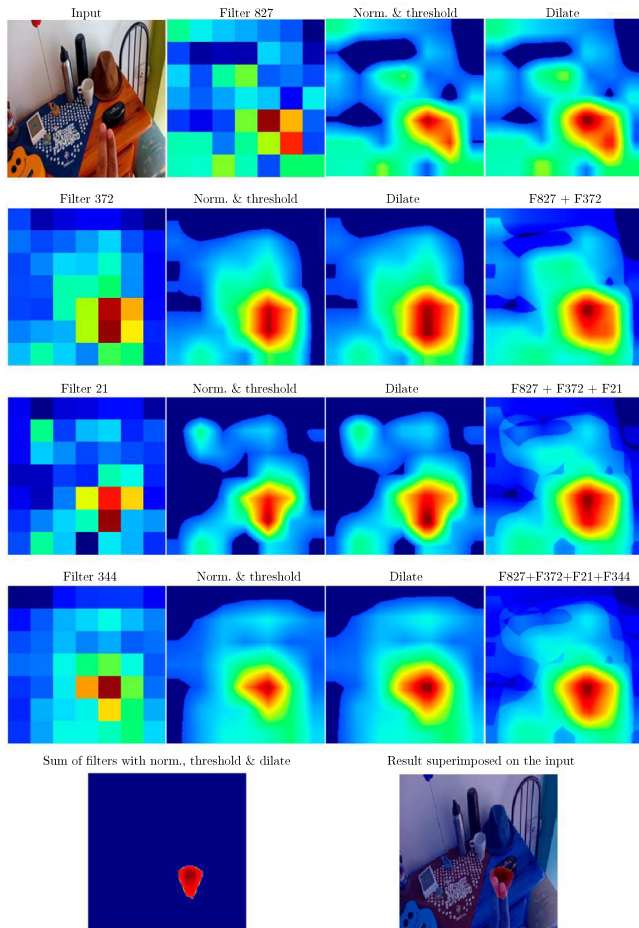 Input Filter 827 Norm. & threshold Dilate
Filter 372 Norm. & threshold Dilate F827 + F372
Filter 21 Norm. & threshold Dilate F827 + F372 + F21
Filter 344 Norm. & threshold Dilate F827+F372+F21+F344
Sum of filters with norm., threshold & dilate Result superimposed on the input